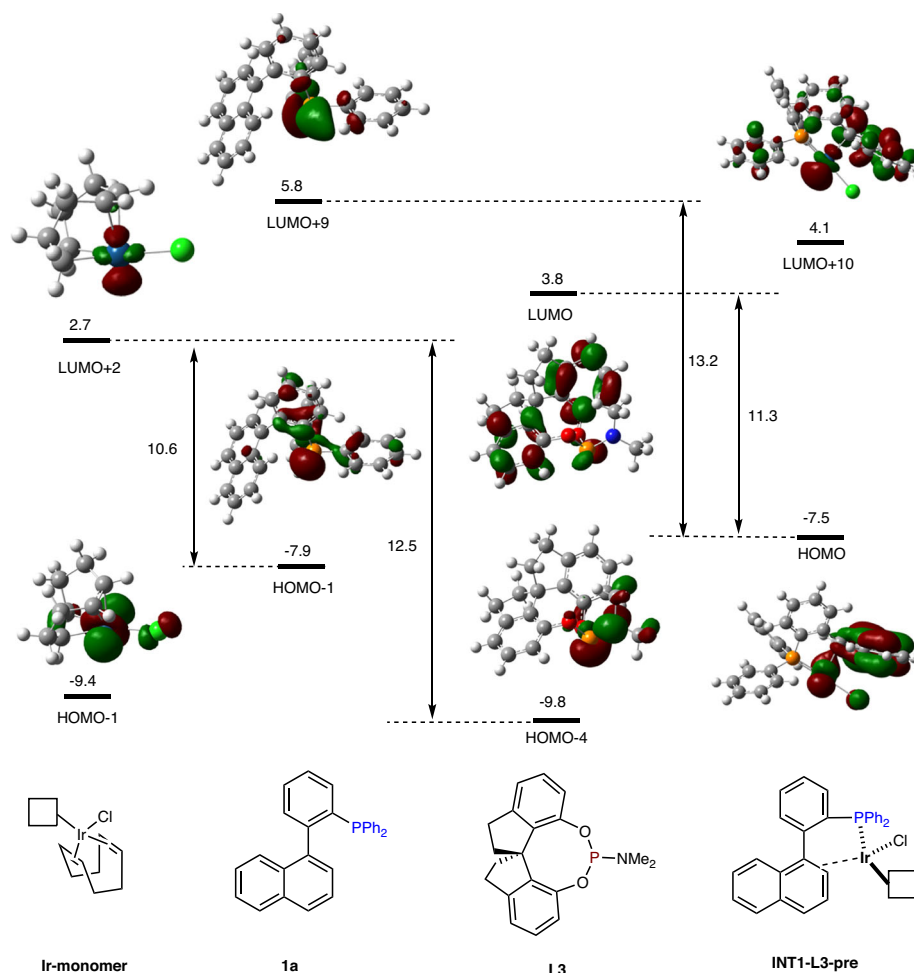 5.8
LUMO+9
4.1
LUMO+10
3.8
LUMO
2.7
LUMO+2
13.2
11.3
10.6
12.5
-7.5
HOMO
-7.9
HOMO-1
-9.4
HOMO-1
-9.8
HOMO-4
Cl
Ir
PPh2
O
P
NMe2
O
PPh2
Cl
Ir
Ir-monomer
1a
L3
INT1-L3-pre